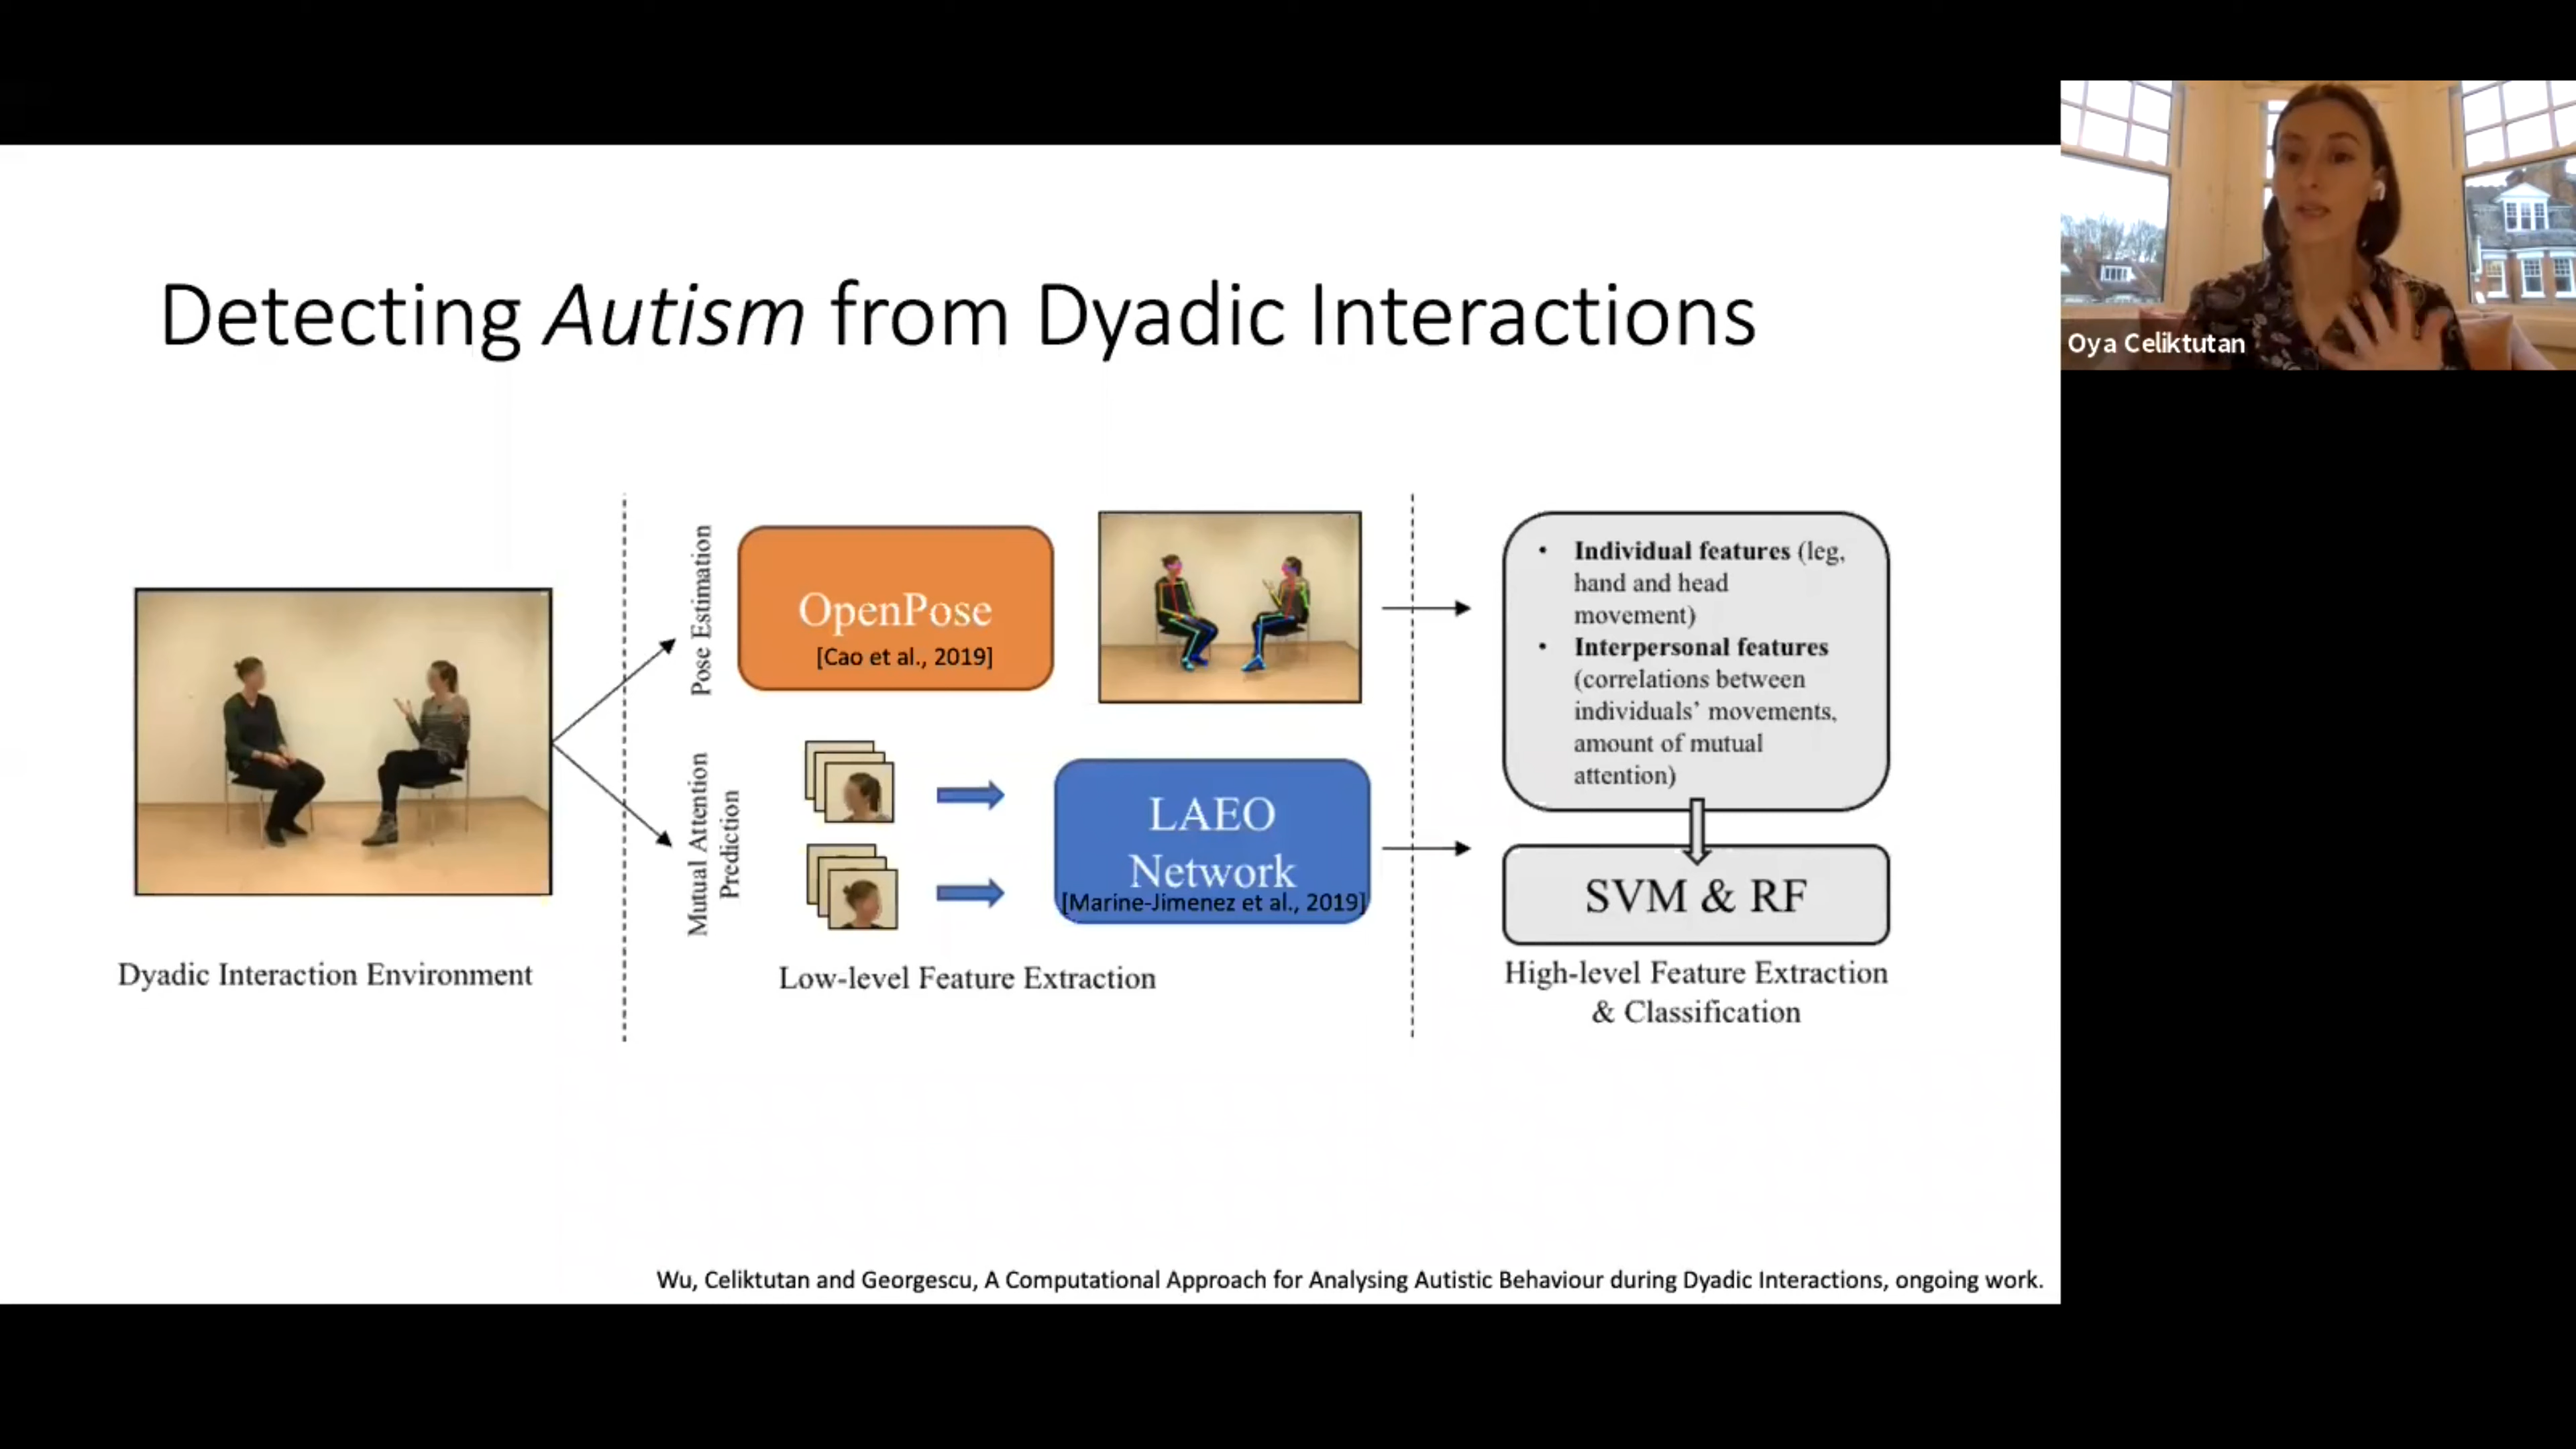 Detecting Autism from Dyadic Interactions
Oya Celiktutan
Dyadic Interaction Environment
Pose Estimation
OpenPose
[Cao et al., 2019]
Mutual Attention
Prediction
LAEO
Network
[Marine-Jimenez et al., 2019]
Low-level Feature Extraction
• Individual features (leg,
hand and head
movement)
• Interpersonal features
(correlations between
individuals’ movements,
amount of mutual
attention)
SVM & RF
High-level Feature Extraction
& Classification
Wu, Celiktutan and Georgescu, A Computational Approach for Analysing Autistic Behaviour during Dyadic Interactions, ongoing work.